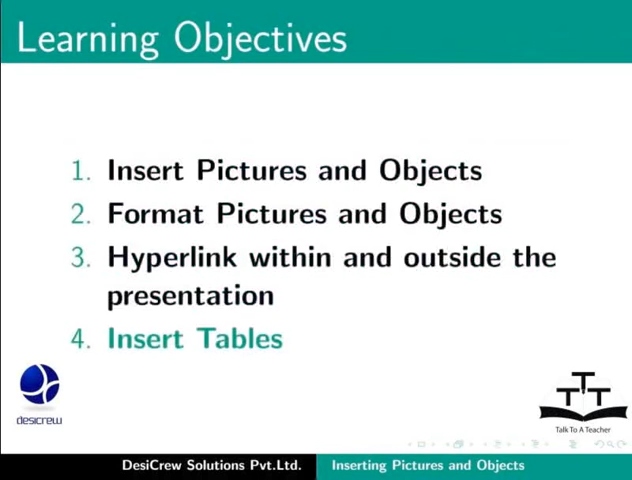 Learning Objectives
1. Insert Pictures and Objects
2. Format Pictures and Objects
3. Hyperlink within and outside the
presentation
4. Insert Tables
desicrew
TTT
Talk To A Teacher
DesiCrew Solutions Pvt.Ltd. Inserting Pictures and Objects